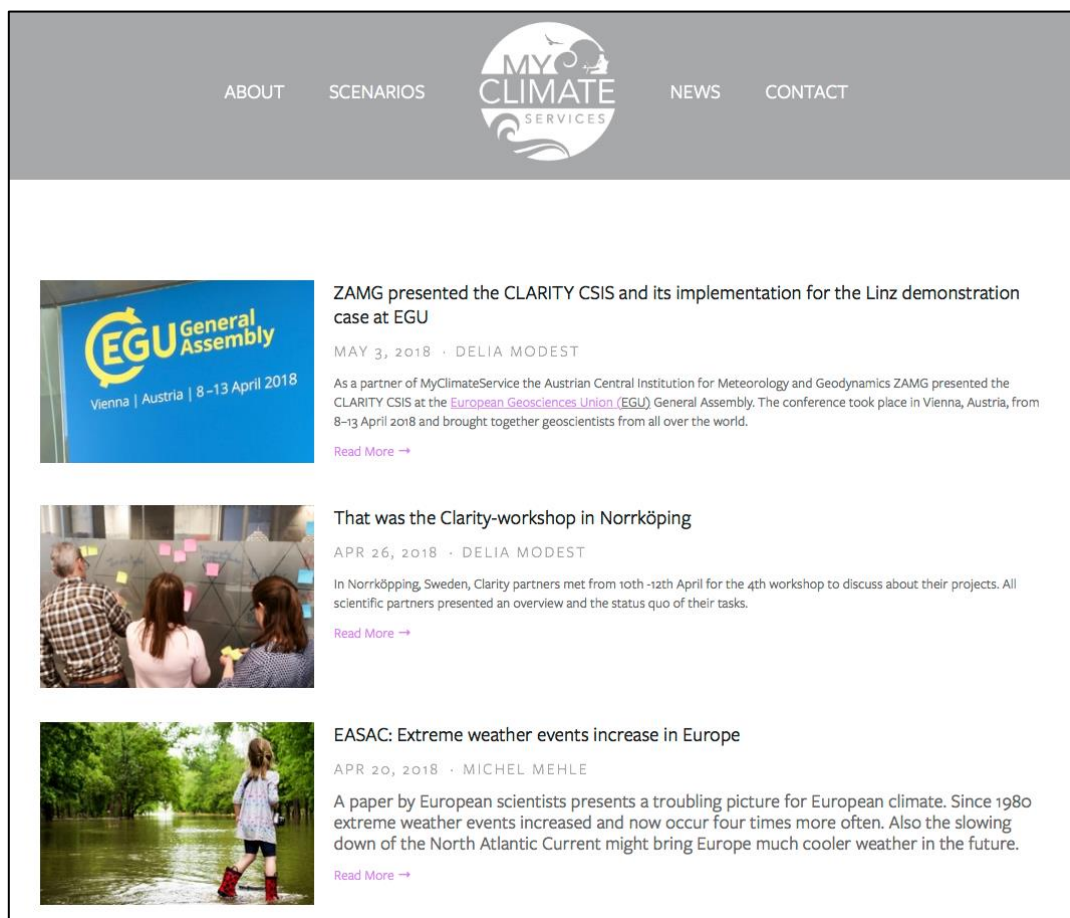 ABOUT
SCENARIOS
MY
CLIMATE
SERVICES
NEWS
CONTACT
EGU General
Assembly
Vienna | Austria | 8–13 April 2018
ZAMG presented the CLARITY CSIS and its implementation for the Linz demonstration
case at EGU
MAY 3, 2018 · DELIA MODEST
As a partner of MyClimateService the Austrian Central Institution for Meteorology and Geodynamics ZAMG presented the
CLARITY CSIS at the European Geosciences Union (EGU) General Assembly. The conference took place in Vienna, Austria, from
8–13 April 2018 and brought together geoscientists from all over the world.
Read More →
That was the Clarity-workshop in Norrköping
APR 26, 2018 · DELIA MODEST
In Norrköpping, Sweden, Clarity partners met from 10th -12th April for the 4th workshop to discuss about their projects. All
scientific partners presented an overview and the status quo of their tasks.
Read More →
EASAC: Extreme weather events increase in Europe
APR 20, 2018 · MICHEL MEHLE
A paper by European scientists presents a troubling picture for European climate. Since 1980
extreme weather events increased and now occur four times more often. Also the slowing
down of the North Atlantic Current might bring Europe much cooler weather in the future.
Read More →